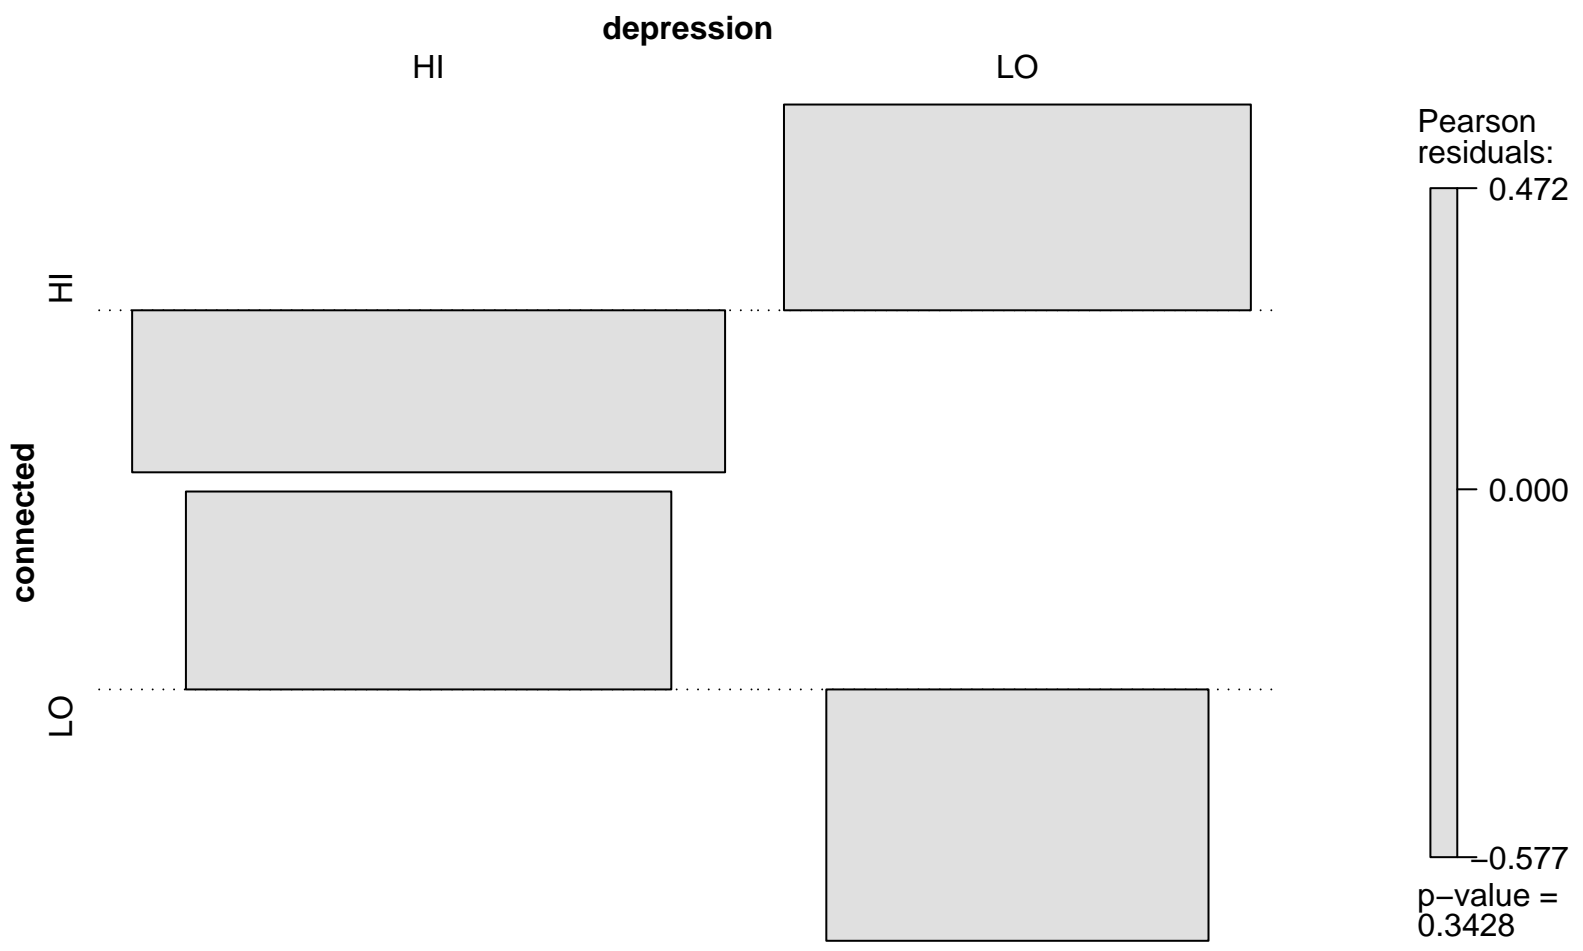 depression
HI
LO
HI
connected
LO
Pearson
residuals:
0.472
0.000
−0.577
p−value =
0.3428